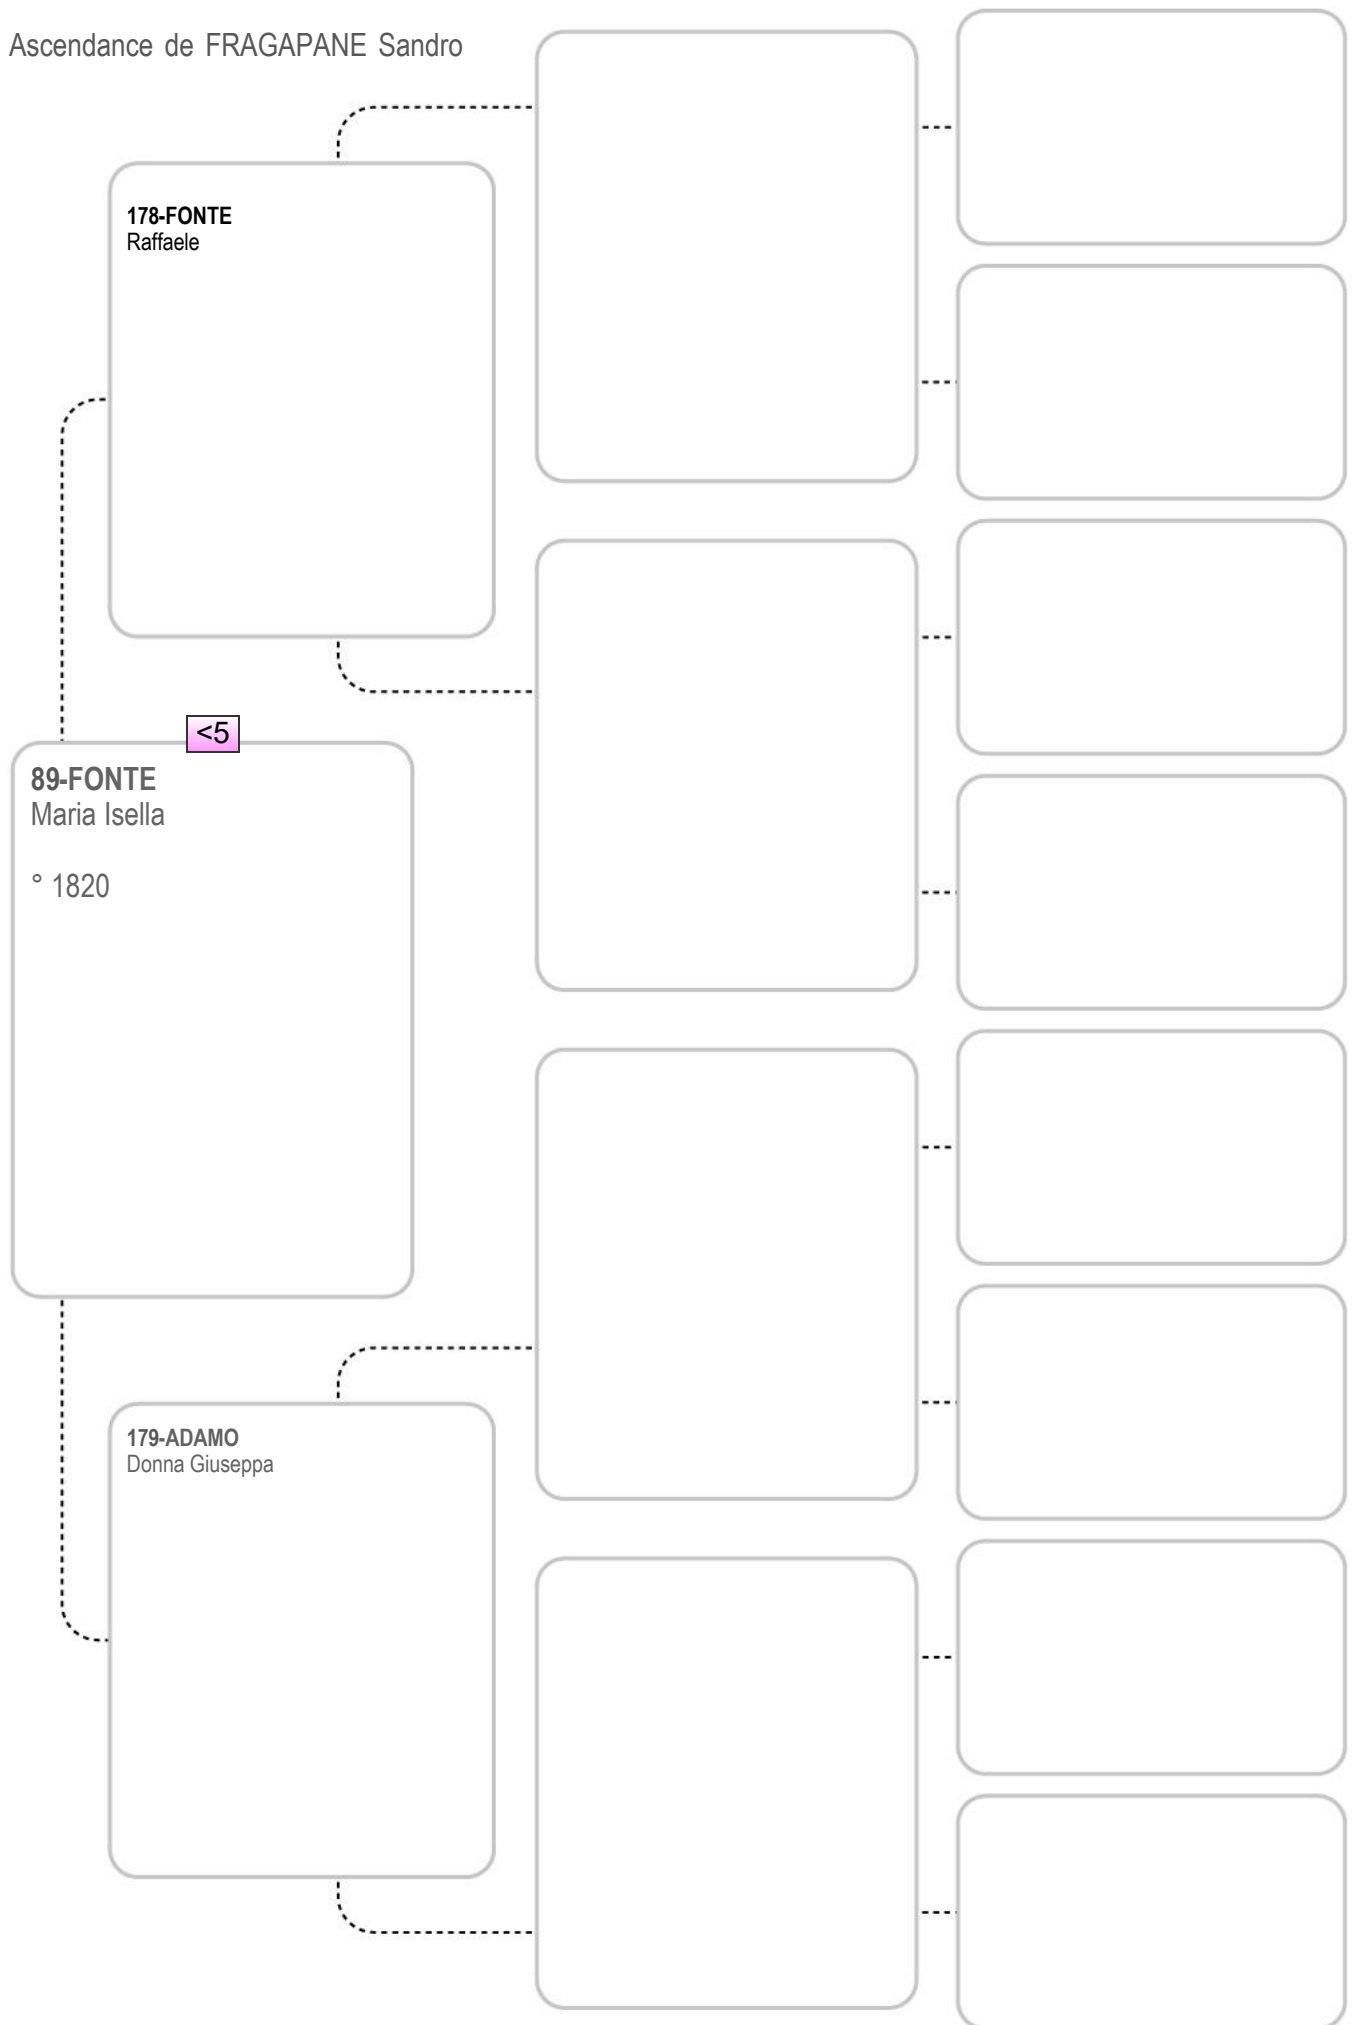 Ascendance de FRAGAPANE Sandro
178-FONTE
Raffaele
<5
89-FONTE
Maria Isella
° 1820
179-ADAMO
Donna Giuseppa